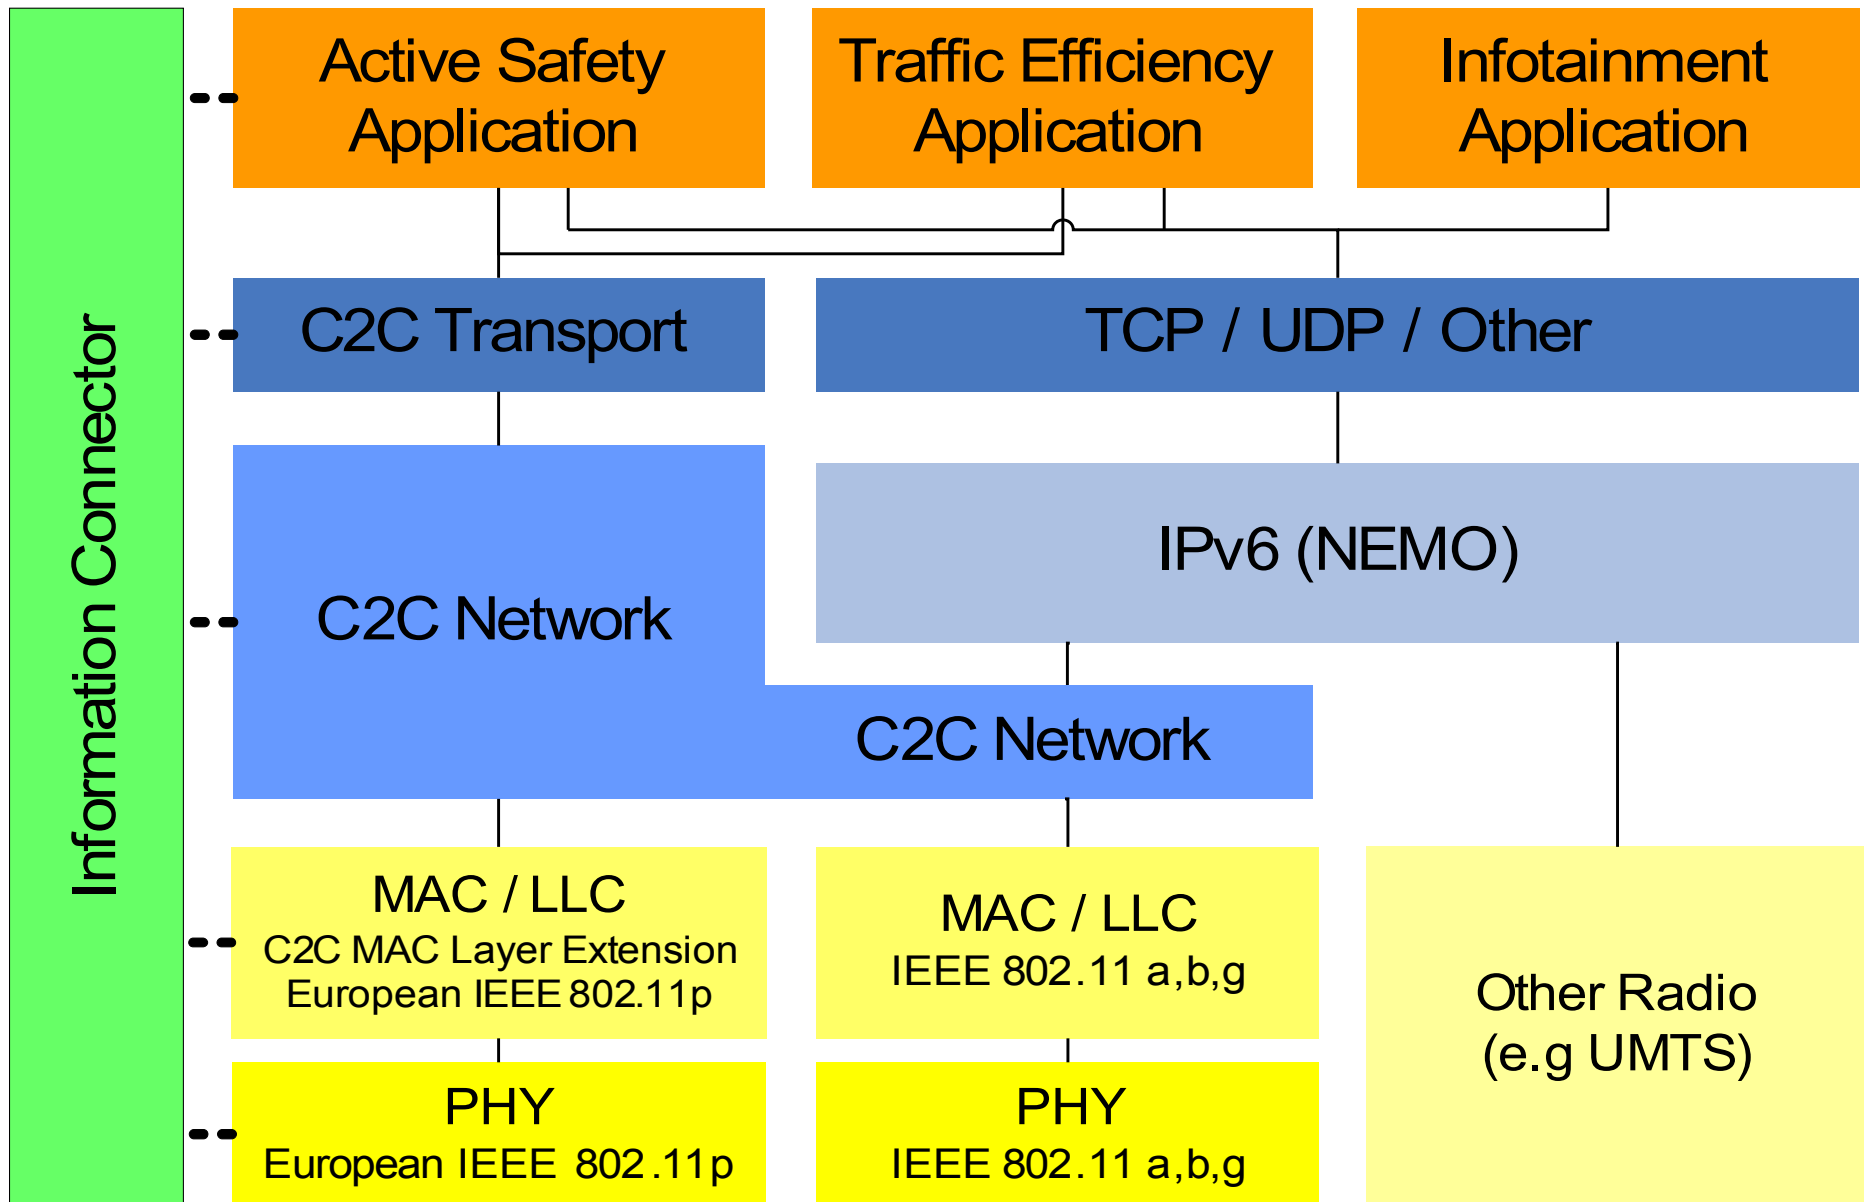 Information Connector
Active Safety
Application
Traffic Efficiency
Application
Infotainment
Application
C2C Transport
TCP / UDP / Other
C2C Network
IPv6 (NEMO)
C2C Network
MAC / LLC
C2C MAC Layer Extension
European IEEE 802.11p
MAC / LLC
IEEE 802.11 a,b,g
Other Radio
(e.g UMTS)
PHY
European IEEE 802.11p
PHY
IEEE 802.11 a,b,g